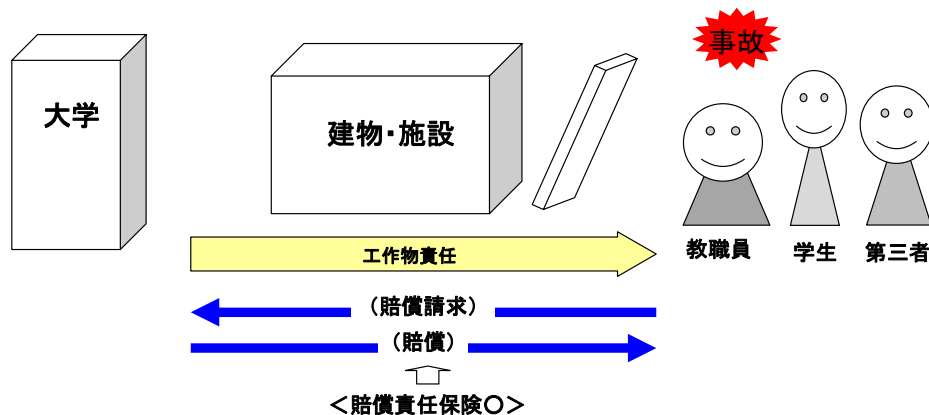 事故
大学
建物・施設
教職員
学生
第三者
工作物責任
（賠償請求）
（賠償）
＜賠償責任保険○＞